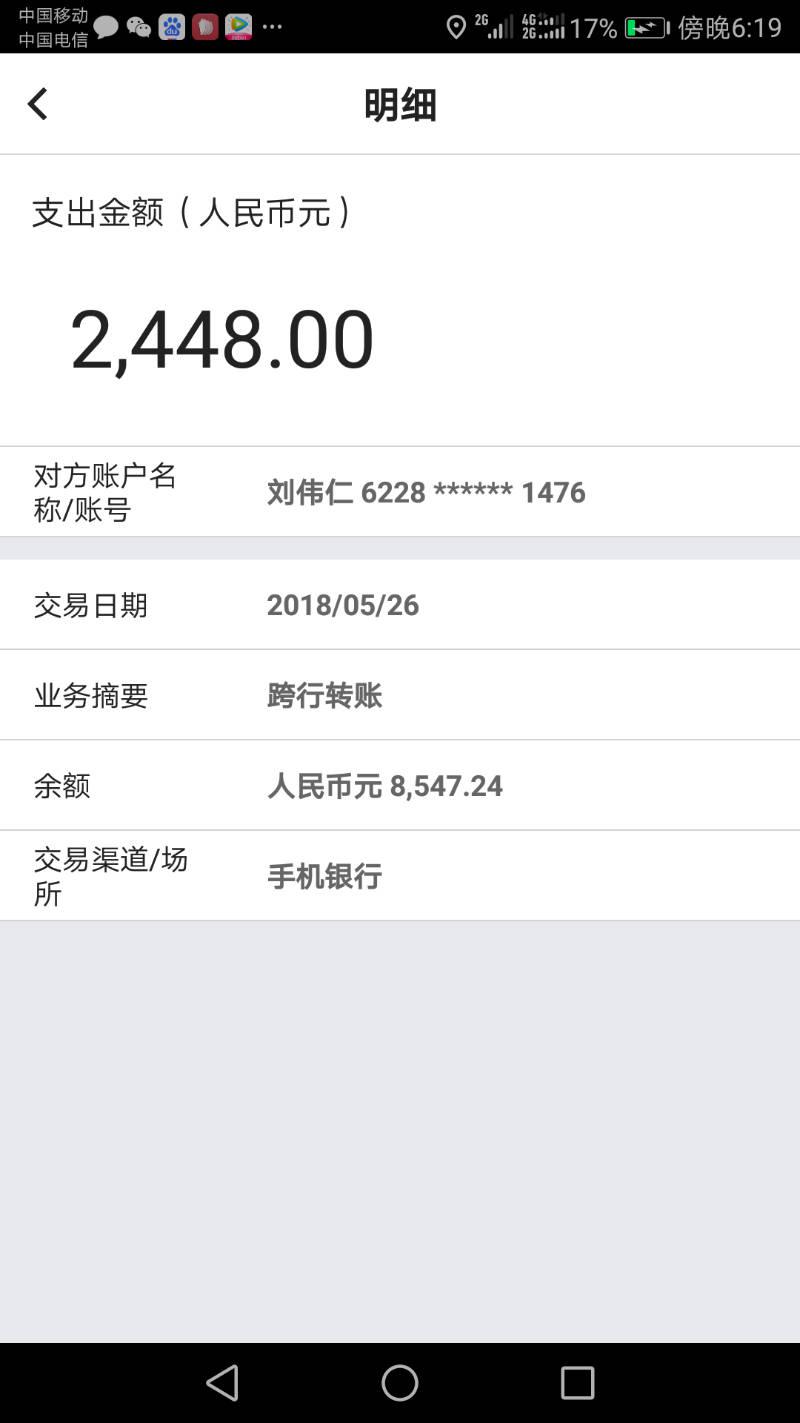 中国移动
中国电信
2G 4G 2G 17% 傍晚6:19
明细
支出金额（人民币元）
2,448.00
对方账户名
称/账号
刘伟仁 6228 ****** 1476
交易日期 2018/05/26
业务摘要 跨行转账
余额 人民币元 8,547.24
交易渠道/场
所
手机银行